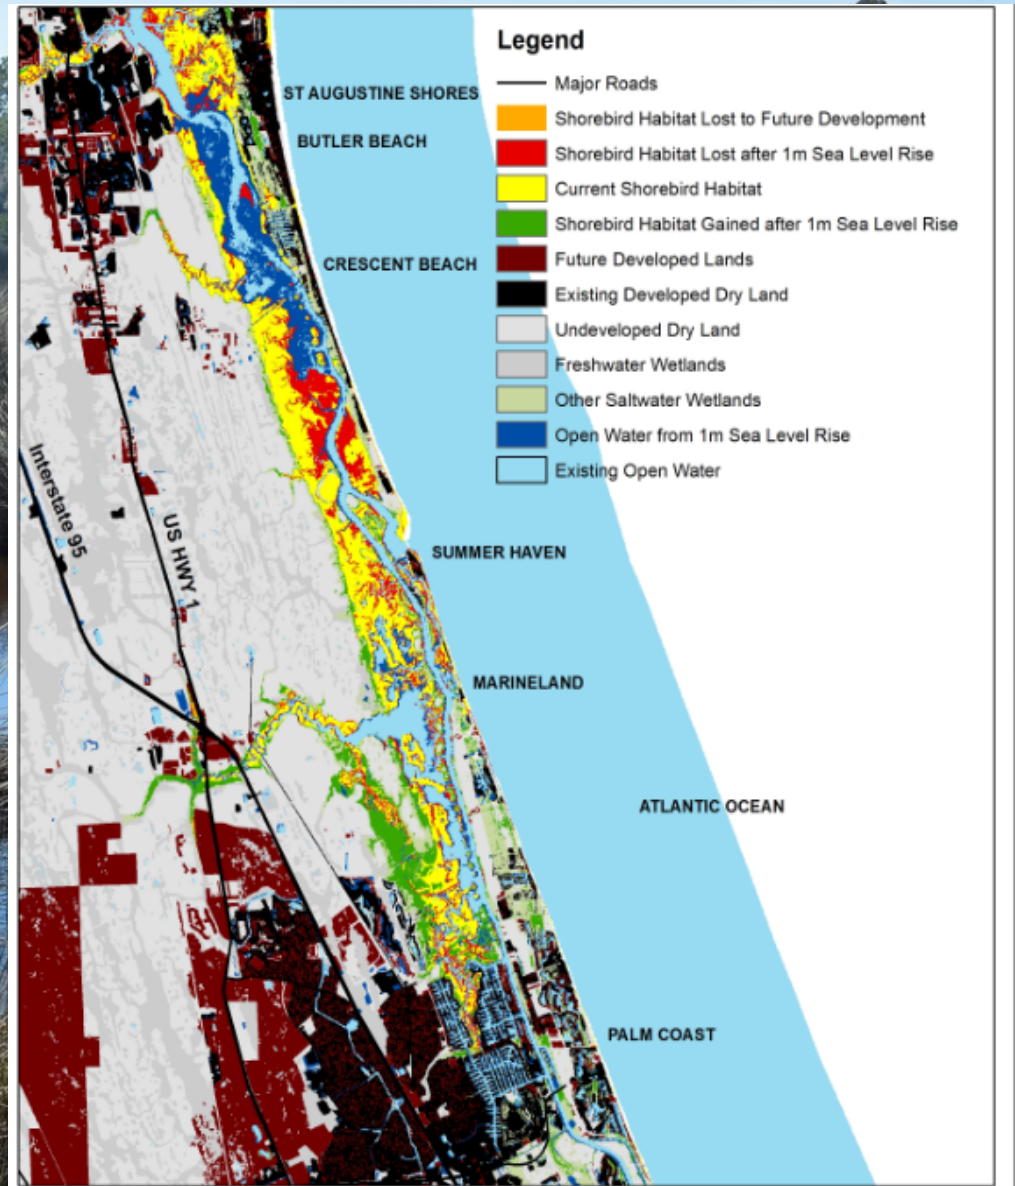 Legend
Major Roads
Shorebird Habitat Lost to Future Development
Shorebird Habitat Lost after 1m Sea Level Rise
Current Shorebird Habitat
Shorebird Habitat Gained after 1m Sea Level Rise
Future Developed Lands
Existing Developed Dry Land
Undeveloped Dry Land
Freshwater Wetlands
Other Saltwater Wetlands
Open Water from 1m Sea Level Rise
Existing Open Water
ST AUGUSTINE SHORES
BUTLER BEACH
CRESCENT BEACH
Interstate 95
US HWY 1
SUMMER HAVEN
MARINELAND
ATLANTIC OCEAN
PALM COAST